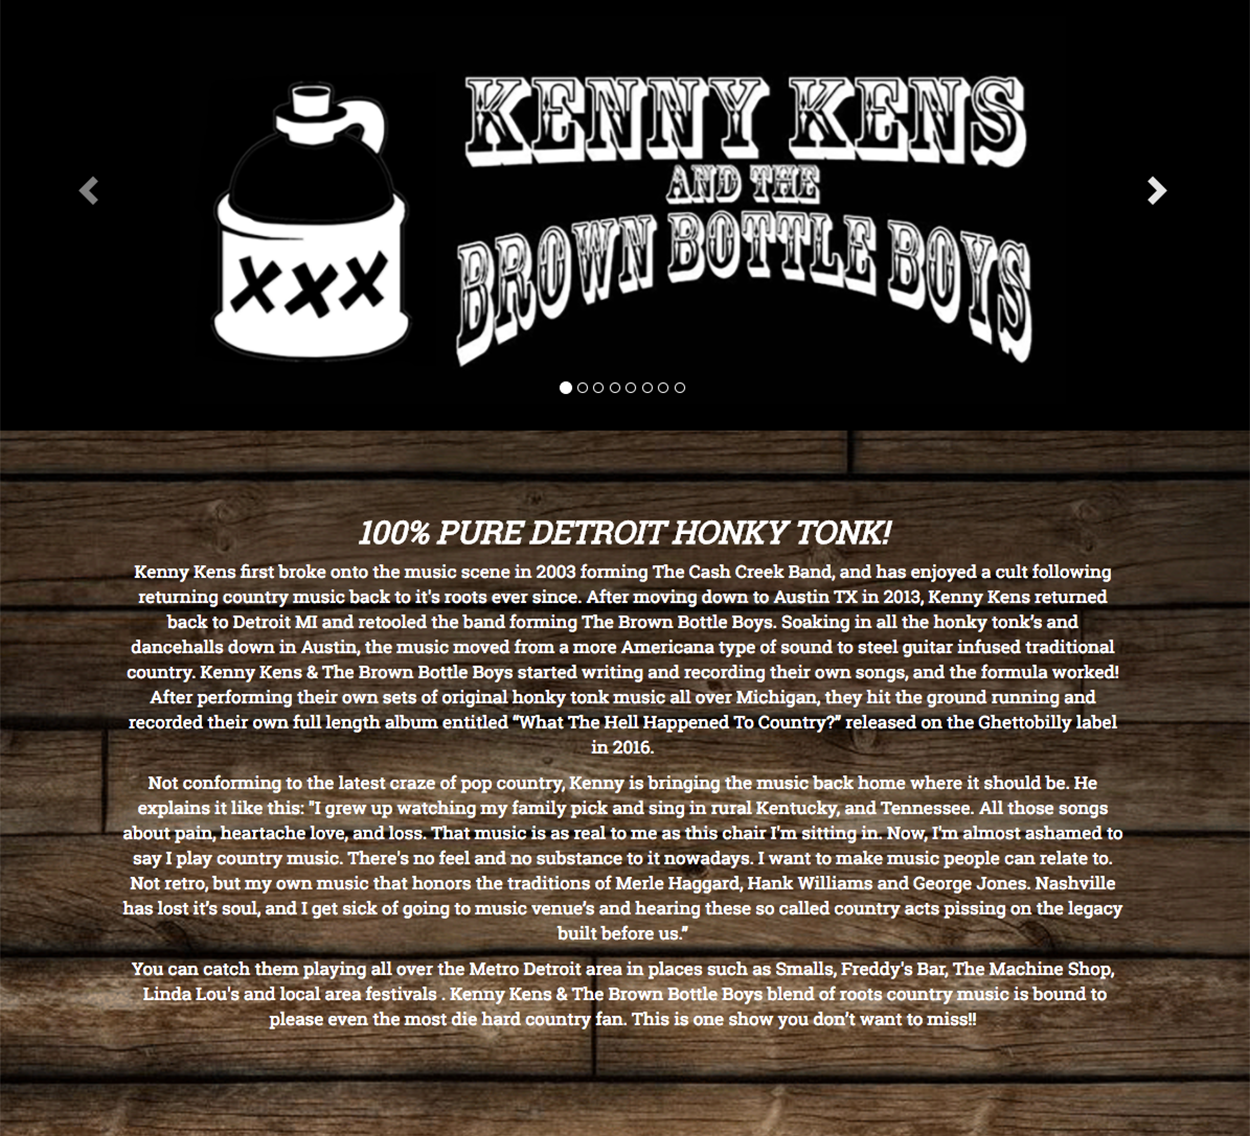 KENNY KENS
AND THE
BROWN BOTTLE BOYS
XXX
100% PURE DETROIT HONKY TONK!
Kenny Kens first broke onto the music scene in 2003 forming The Cash Creek Band, and has enjoyed a cult following
returning country music back to it's roots ever since. After moving down to Austin TX in 2013, Kenny Kens returned
back to Detroit MI and retooled the band forming The Brown Bottle Boys. Soaking in all the honky tonk’s and
dancehalls down in Austin, the music moved from a more Americana type of sound to steel guitar infused traditional
country. Kenny Kens & The Brown Bottle Boys started writing and recording their own songs, and the formula worked!
After performing their own sets of original honky tonk music all over Michigan, they hit the ground running and
recorded their own full length album entitled “What The Hell Happened To Country?” released on the Ghettobilly label
in 2016.
Not conforming to the latest craze of pop country, Kenny is bringing the music back home where it should be. He
explains it like this: "I grew up watching my family pick and sing in rural Kentucky, and Tennessee. All those songs
about pain, heartache love, and loss. That music is as real to me as this chair I'm sitting in. Now, I'm almost ashamed to
say I play country music. There's no feel and no substance to it nowadays. I want to make music people can relate to.
Not retro, but my own music that honors the traditions of Merle Haggard, Hank Williams and George Jones. Nashville
has lost it’s soul, and I get sick of going to music venue’s and hearing these so called country acts pissing on the legacy
built before us.”
You can catch them playing all over the Metro Detroit area in places such as Smalls, Freddy's Bar, The Machine Shop,
Linda Lou's and local area festivals . Kenny Kens & The Brown Bottle Boys blend of roots country music is bound to
please even the most die hard country fan. This is one show you don’t want to miss!!